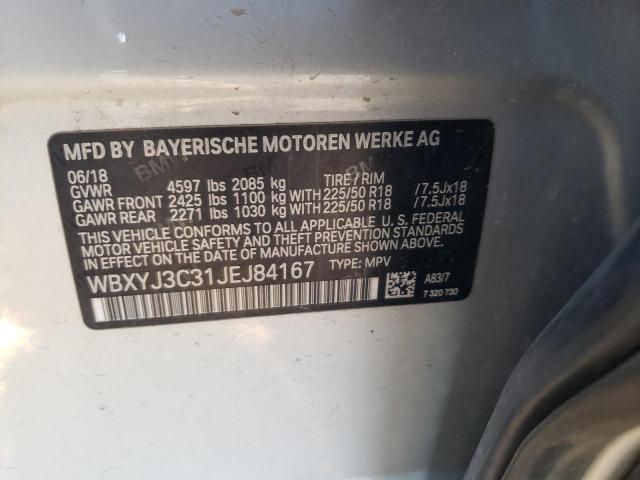 MFD BY BAYERISCHE MOTOREN WERKE AG
06/18 TIRE/RIM
GVWR 4597 lbs 2085 kg
GAWR FRONT 2425 lbs 1100 kg WITH 225/50 R18 /7.5Jx18
GAWR REAR 2271 lbs 1030 kg WITH 225/50 R18 /7.5Jx18
THIS VEHICLE CONFORMS TO ALL APPLICABLE U.S. FEDERAL
MOTOR VEHICLE SAFETY AND THEFT PREVENTION STANDARDS
IN EFFECT ON THE DATE OF MANUFACTURE SHOWN ABOVE.
WBXYJ3C31JEJ84167 TYPE: MPV
A83/7
7 320 730